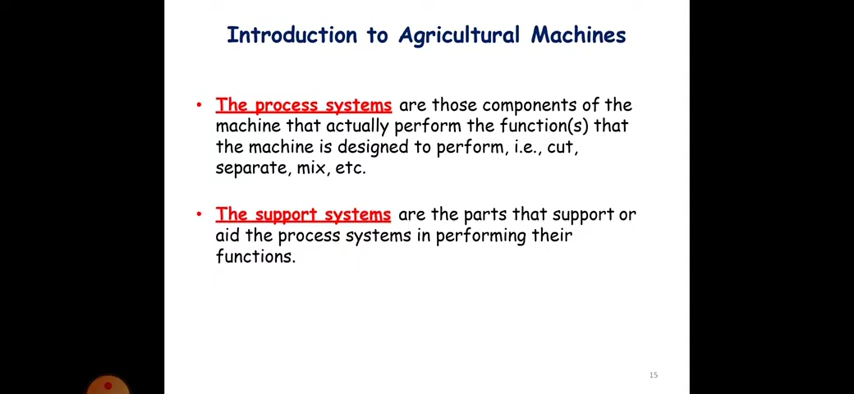 Introduction to Agricultural Machines
• The process systems are those components of the
machine that actually perform the function(s) that
the machine is designed to perform, i.e., cut,
separate, mix, etc.
• The support systems are the parts that support or
aid the process systems in performing their
functions.
15